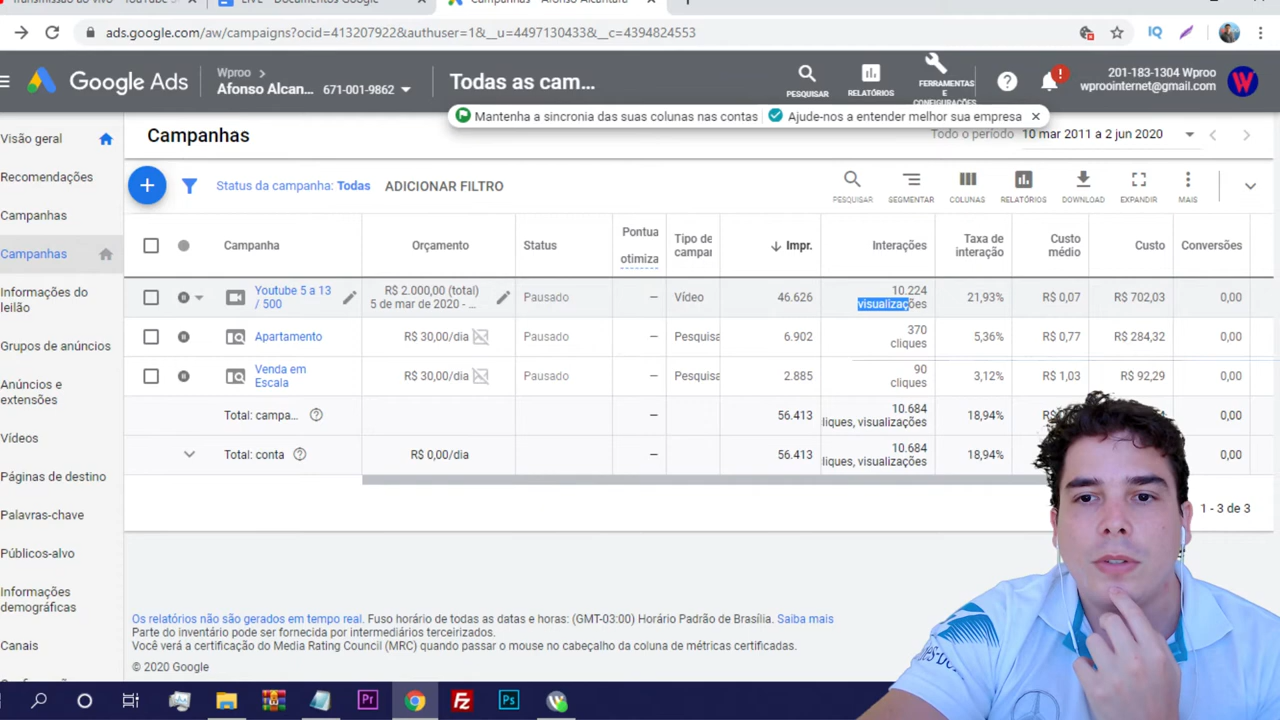 LIVE - Documentos Google
Campanhas - Afonso Alcantara
ads.google.com/aw/campaigns?ocid=413207922&authuser=1&__u=4497130433&__c=4394824553
Google Ads
Wproo
Afonso Alcan... 671-001-9862
Todas as cam...
PESQUISAR
RELATÓRIOS
FERRAMENTAS
E
CONFIGURAÇÕES
201-183-1304 Wproo
wproointernet@gmail.com
Mantenha a sincronia das suas colunas nas contas
Ajude-nos a entender melhor sua empresa
Visão geral
Recomendações
Campanhas
Campanhas
Informações do
leilão
Grupos de anúncios
Anúncios e
extensões
Vídeos
Páginas de destino
Palavras-chave
Públicos-alvo
Informações
demográficas
Canais
Campanhas
Todo o período 10 mar 2011 a 2 jun 2020
Status da campanha: Todas
ADICIONAR FILTRO
PESQUISAR
SEGMENTAR
COLUNAS
RELATÓRIOS
DOWNLOAD
EXPANDIR
MAIS
Campanha
Orçamento
Status
Pontua
otimiza
Tipo de
campar
Impr.
Interações
Taxa de
interação
Custo
médio
Custo
Conversões
Youtube 5 a 13
/ 500
R$ 2.000,00 (total)
5 de mar de 2020 - ...
Pausado
–
Vídeo
46.626
10.224
visualizações
21,93%
R$ 0,07
R$ 702,03
0,00
Apartamento
R$ 30,00/dia
Pausado
–
Pesquisa
6.902
370
cliques
5,36%
R$ 0,77
R$ 284,32
0,00
Venda em
Escala
R$ 30,00/dia
Pausado
–
Pesquisa
2.885
90
cliques
3,12%
R$ 1,03
R$ 92,29
0,00
Total: campa...
–
56.413
10.684
liques, visualizações
18,94%
0,00
Total: conta
R$ 0,00/dia
–
56.413
10.684
liques, visualizações
18,94%
0,00
1 - 3 de 3
Os relatórios não são gerados em tempo real. Fuso horário de todas as datas e horas: (GMT-03:00) Horário Padrão de Brasília. Saiba mais
Parte do inventário pode ser fornecida por intermediários terceirizados.
Você verá a certificação do Media Rating Council (MRC) quando passar o mouse no cabeçalho da coluna de métricas certificadas.
© 2020 Google